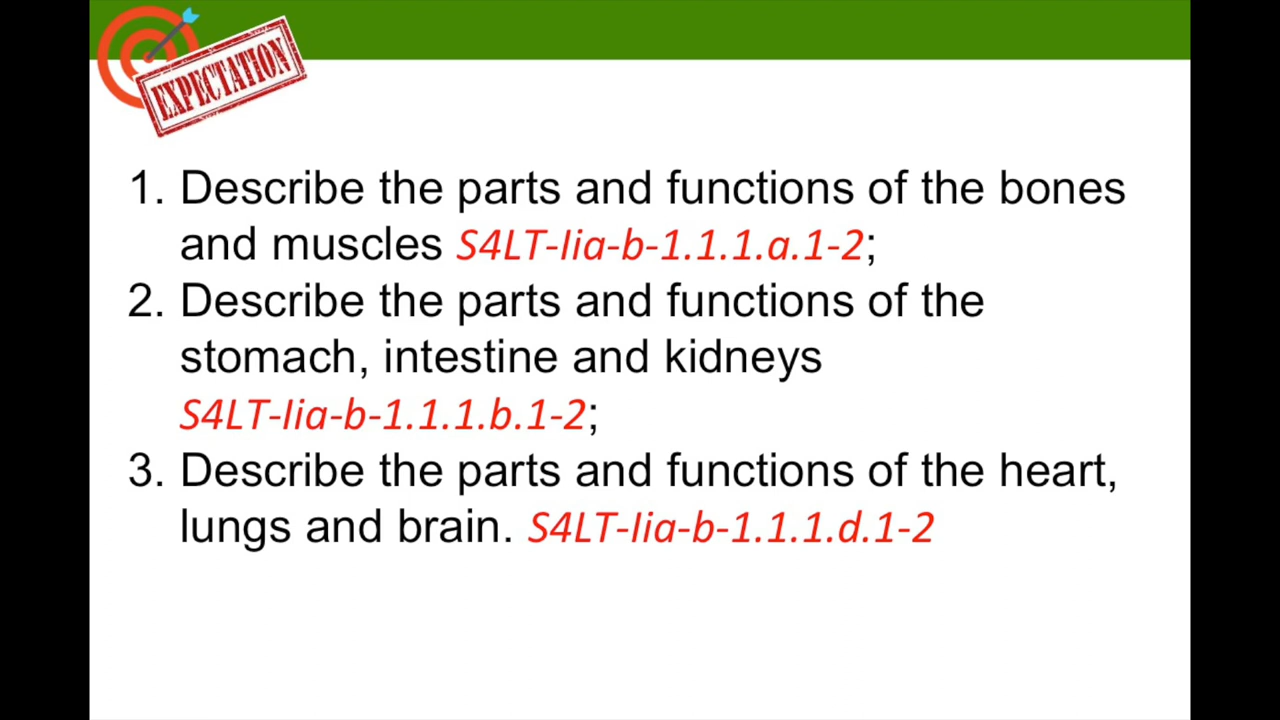 EXPECTATION
1. Describe the parts and functions of the bones
and muscles S4LT-Iia-b-1.1.1.a.1-2;
2. Describe the parts and functions of the
stomach, intestine and kidneys
S4LT-Iia-b-1.1.1.b.1-2;
3. Describe the parts and functions of the heart,
lungs and brain. S4LT-Iia-b-1.1.1.d.1-2